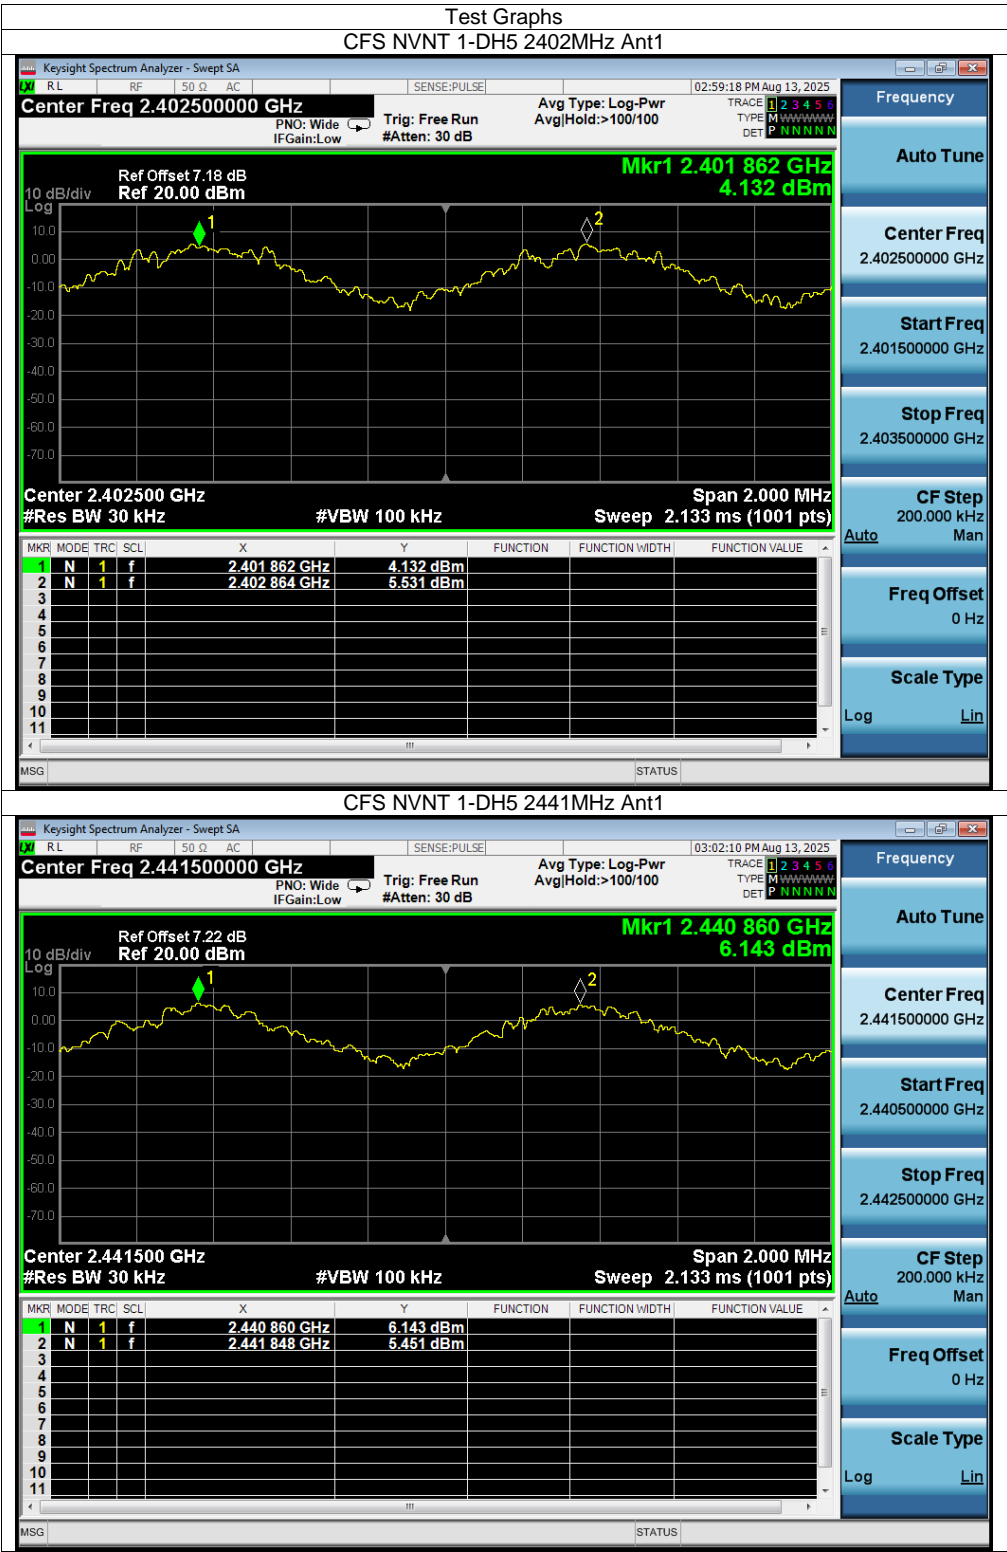 Test Graphs
CFS NVNT 1-DH5 2402MHz Ant1
Keysight Spectrum Analyzer - Swept SA
LXI RL RF 50 Ω AC SENSE:PULSE 02:59:18 PM Aug 13, 2025
Center Freq 2.402500000 GHz
PNO: Wide
IFGain:Low
Trig: Free Run
#Atten: 30 dB
Avg Type: Log-Pwr
Avg|Hold:>100/100
TRACE 1 2 3 4 5 6
TYPE M WWWWW
DET P N N N N N
Mkr1 2.401 862 GHz
4.132 dBm
Ref Offset 7.18 dB
10 dB/div Ref 20.00 dBm
Log
1
2
10.0
0.00
-10.0
-20.0
-30.0
-40.0
-50.0
-60.0
-70.0
Center 2.402500 GHz Span 2.000 MHz
#Res BW 30 kHz #VBW 100 kHz Sweep 2.133 ms (1001 pts)
MKR MODE TRC SCL X Y FUNCTION FUNCTION WIDTH FUNCTION VALUE
1 N 1 f 2.401 862 GHz 4.132 dBm
2 N 1 f 2.402 864 GHz 5.531 dBm
3
4
5
6
7
8
9
10
11
MSG STATUS
Frequency
Auto Tune
Center Freq
2.402500000 GHz
Start Freq
2.401500000 GHz
Stop Freq
2.403500000 GHz
CF Step
200.000 kHz
Auto Man
Freq Offset
0 Hz
Scale Type
Log Lin
CFS NVNT 1-DH5 2441MHz Ant1
Keysight Spectrum Analyzer - Swept SA
LXI RL RF 50 Ω AC SENSE:PULSE 03:02:10 PM Aug 13, 2025
Center Freq 2.441500000 GHz
PNO: Wide
IFGain:Low
Trig: Free Run
#Atten: 30 dB
Avg Type: Log-Pwr
Avg|Hold:>100/100
TRACE 1 2 3 4 5 6
TYPE M WWWWW
DET P N N N N N
Mkr1 2.440 860 GHz
6.143 dBm
Ref Offset 7.22 dB
10 dB/div Ref 20.00 dBm
Log
1
2
10.0
0.00
-10.0
-20.0
-30.0
-40.0
-50.0
-60.0
-70.0
Center 2.441500 GHz Span 2.000 MHz
#Res BW 30 kHz #VBW 100 kHz Sweep 2.133 ms (1001 pts)
MKR MODE TRC SCL X Y FUNCTION FUNCTION WIDTH FUNCTION VALUE
1 N 1 f 2.440 860 GHz 6.143 dBm
2 N 1 f 2.441 848 GHz 5.451 dBm
3
4
5
6
7
8
9
10
11
MSG STATUS
Frequency
Auto Tune
Center Freq
2.441500000 GHz
Start Freq
2.440500000 GHz
Stop Freq
2.442500000 GHz
CF Step
200.000 kHz
Auto Man
Freq Offset
0 Hz
Scale Type
Log Lin